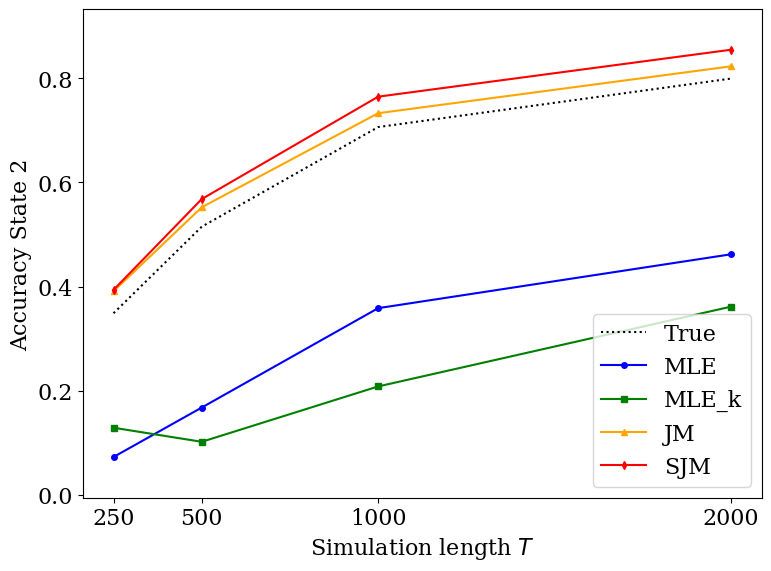 Accuracy State 2
0.8
0.6
0.4
0.2
0.0
250 500 1000 2000
Simulation length T
True
MLE
MLE_k
JM
SJM